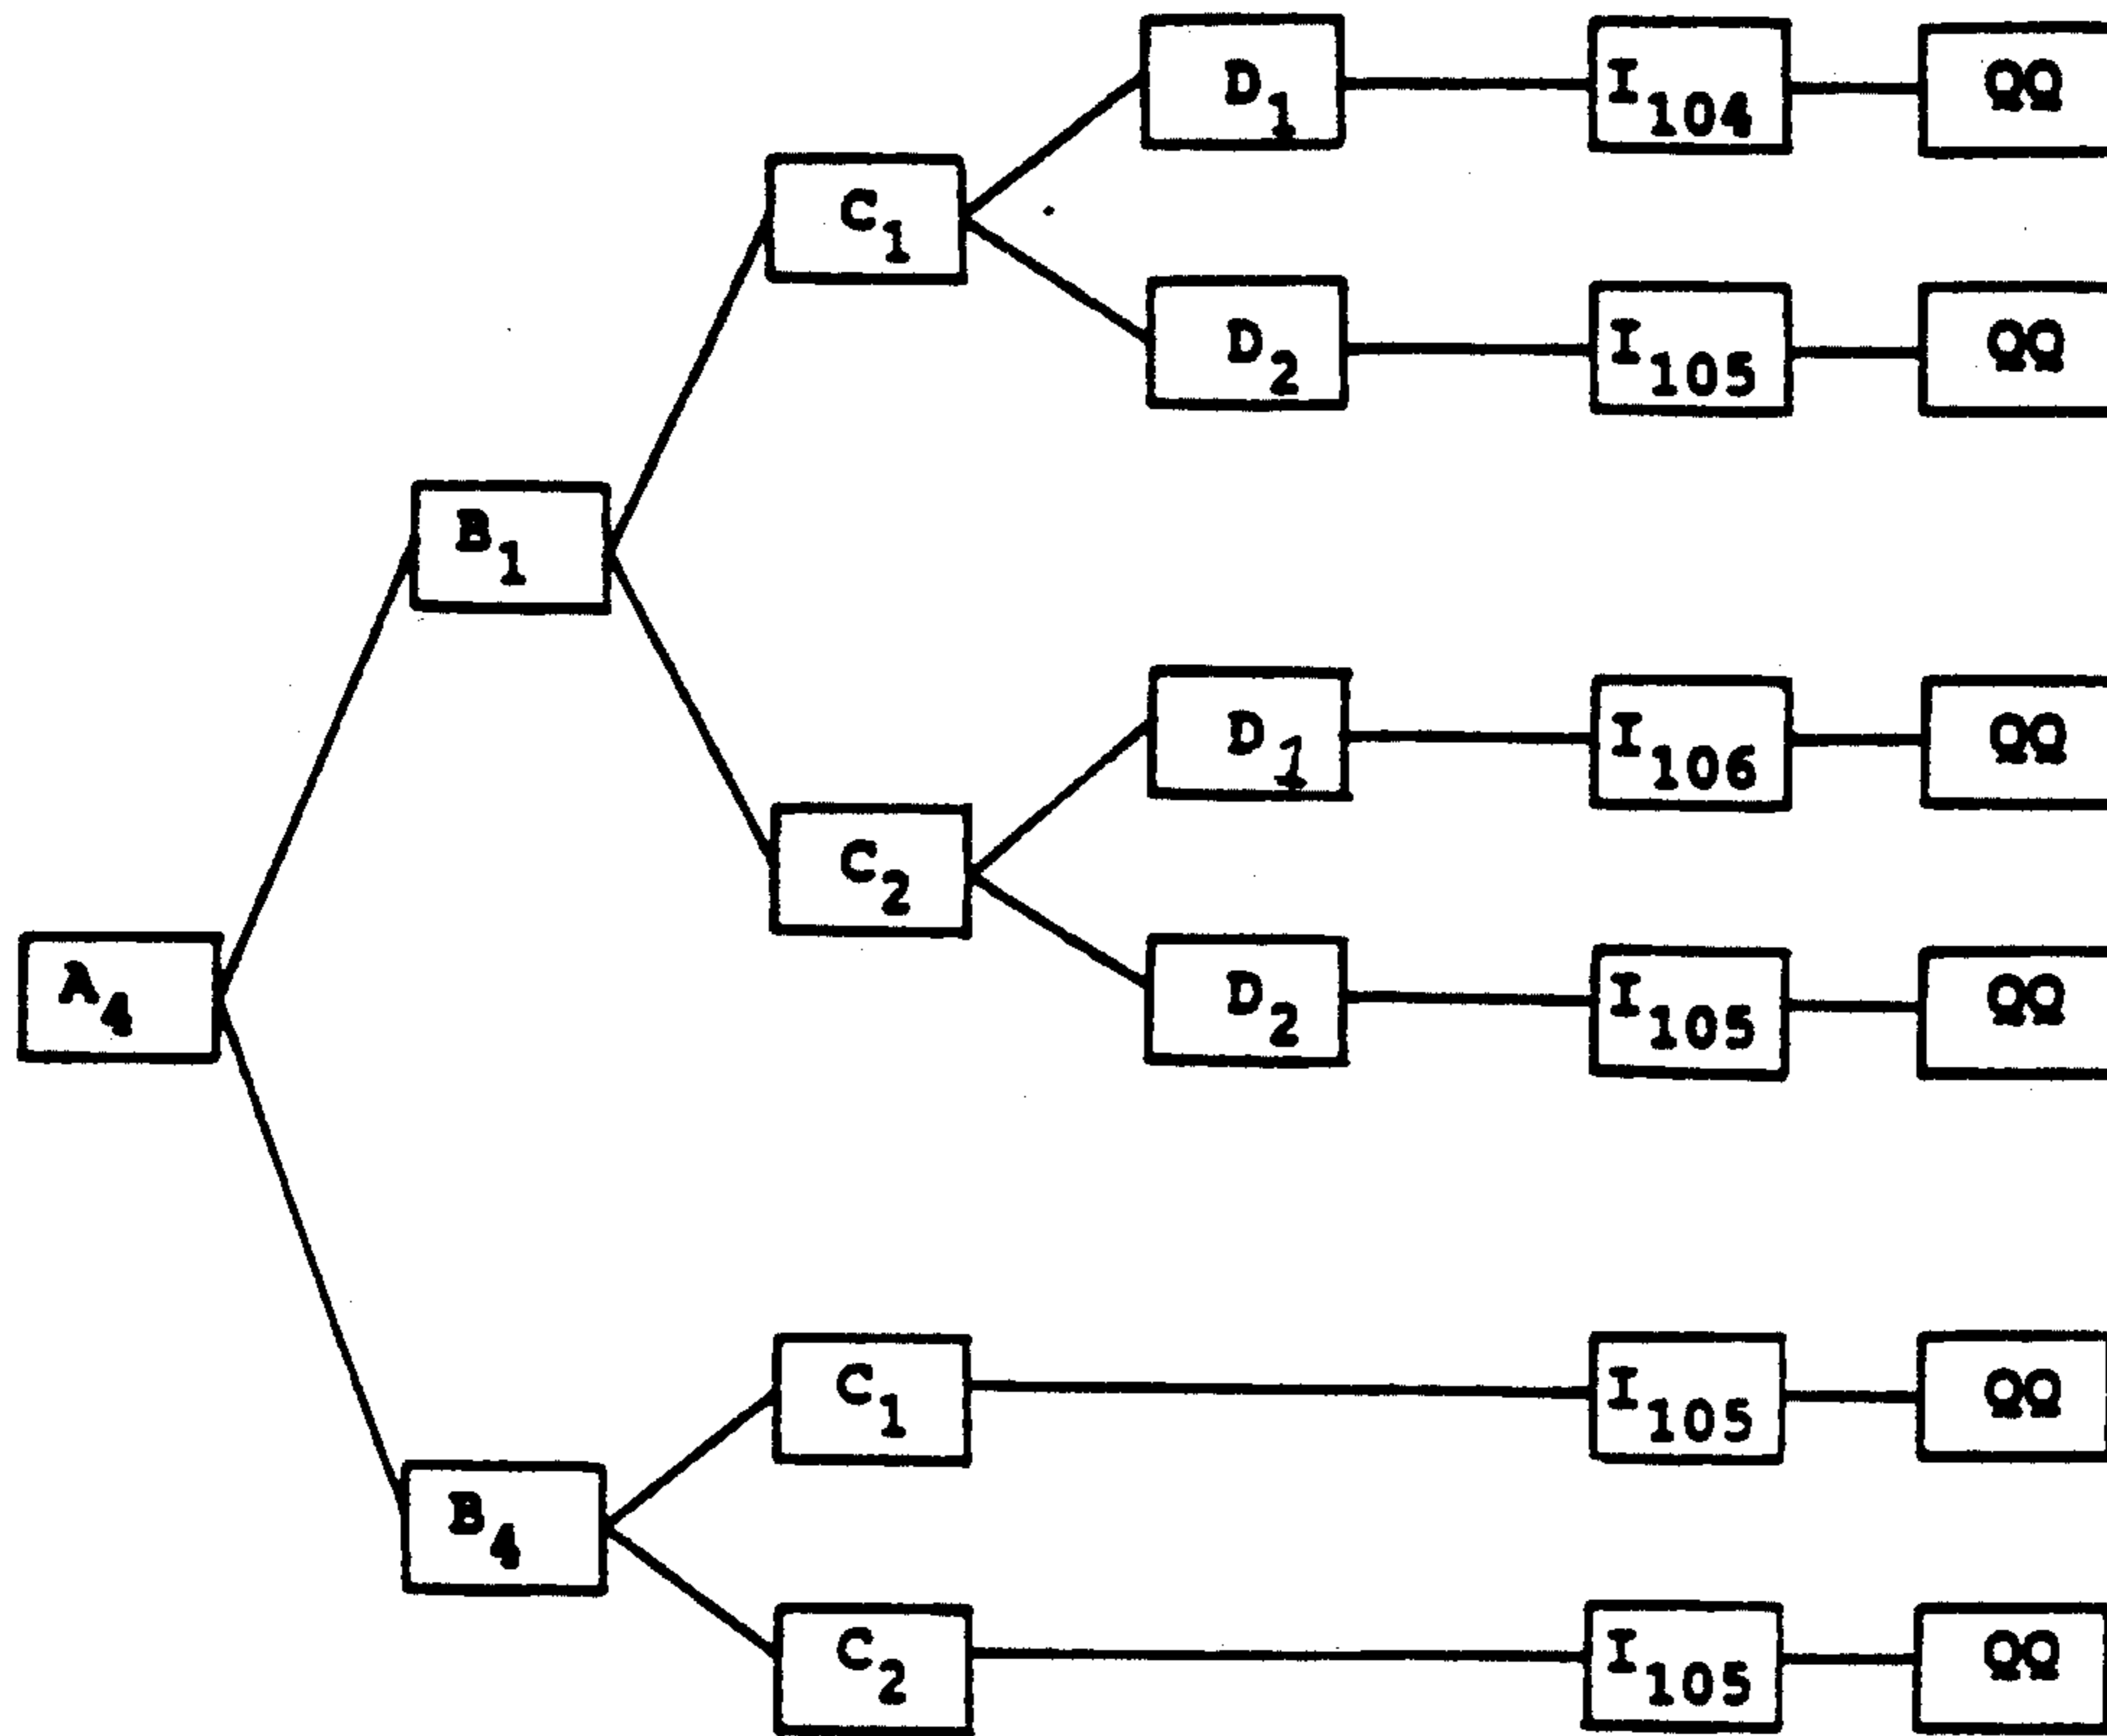 D1 I104 QQ
C1
D2 I105 QQ
B1
D1 I106 QQ
C2
A4 D2 I105 QQ
C1 I105 QQ
B4
C2 I105 QQ